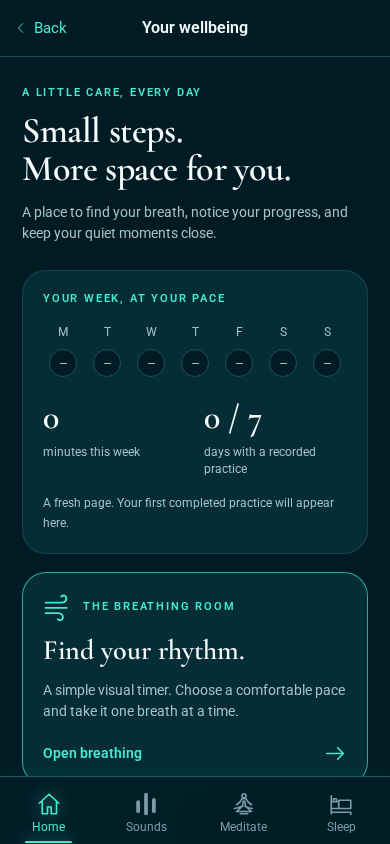 Back
Your wellbeing
A LITTLE CARE, EVERY DAY
Small steps.
More space for you.
A place to find your breath, notice your progress, and
keep your quiet moments close.
YOUR WEEK, AT YOUR PACE
M T W T F S S
– – – – – – –
0
0 / 7
minutes this week
days with a recorded
practice
A fresh page. Your first completed practice will appear
here.
THE BREATHING ROOM
Find your rhythm.
A simple visual timer. Choose a comfortable pace
and take it one breath at a time.
Open breathing
Home
Sounds
Meditate
Sleep